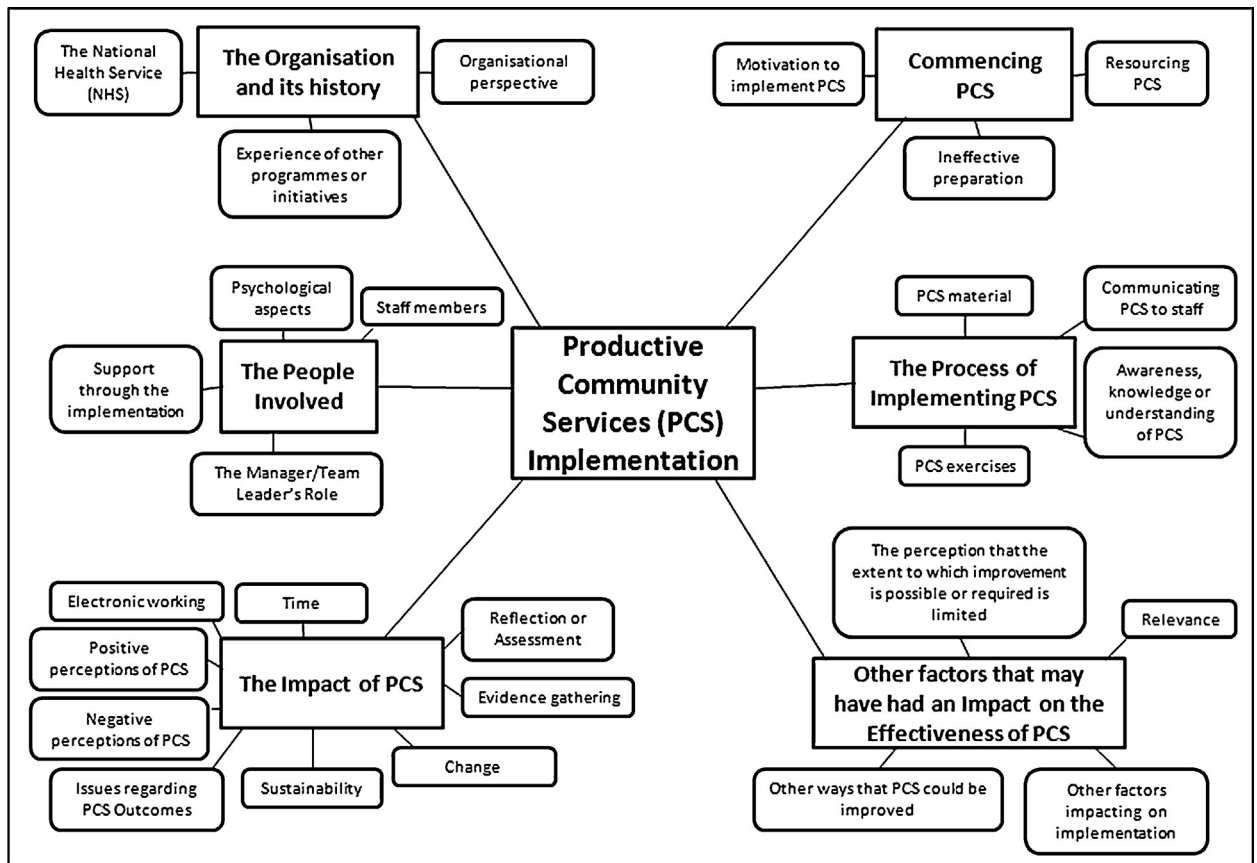 The National
Health Service
(NHS)
The Organisation
and its history
Organisational
perspective
Experience of other
programmes or
initiatives
Motivation to
implement PCS
Commencing
PCS
Resourcing
PCS
Ineffective
preparation
Psychological
aspects
Staff members
Support
through the
implementation
The People
Involved
The Manager/Team
Leader's Role
Productive
Community
Services (PCS)
Implementation
PCS material
Communicating
PCS to staff
The Process of
Implementing PCS
Awareness,
knowledge or
understanding
of PCS
PCS exercises
Electronic working
Time
Reflection or
Assessment
Positive
perceptions of PCS
The Impact of PCS
Evidence gathering
Negative
perceptions of PCS
Change
Issues regarding
PCS Outcomes
Sustainability
The perception that the
extent to which improvement
is possible or required is
limited
Relevance
Other factors that may
have had an Impact on the
Effectiveness of PCS
Other ways that PCS could be
improved
Other factors
impacting on
implementation